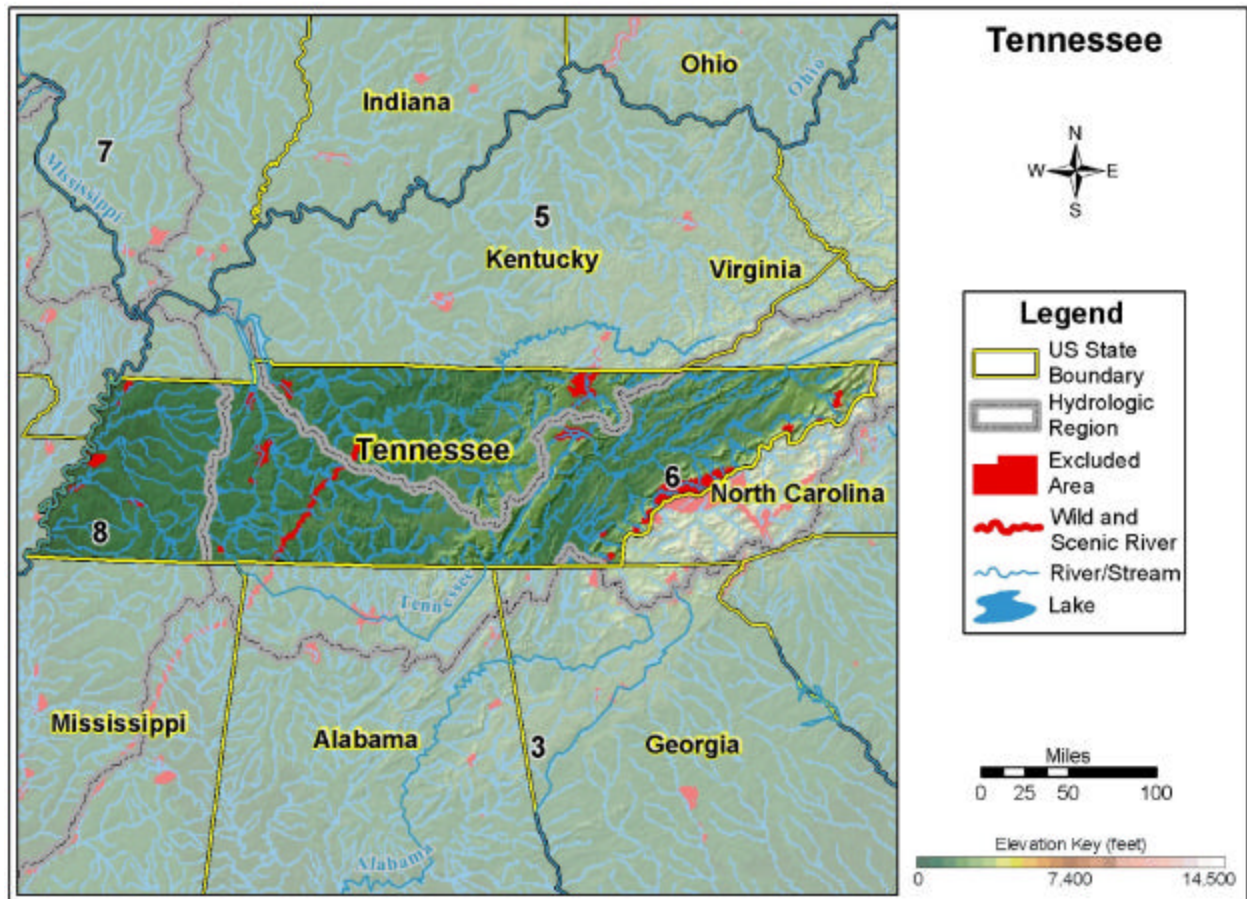 Tennessee
Ohio
Ohio
Indiana
7
Mississippi
5
Kentucky
Virginia
Tennessee
6
North Carolina
8
Tennessee
Mississippi
Alabama
3
Georgia
Alabama
N
W
E
S
Legend
US State
Boundary
Hydrologic
Region
Excluded
Area
Wild and
Scenic River
River/Stream
Lake
Miles
0 25 50 100
Elevation Key (feet)
0 7,400 14,500